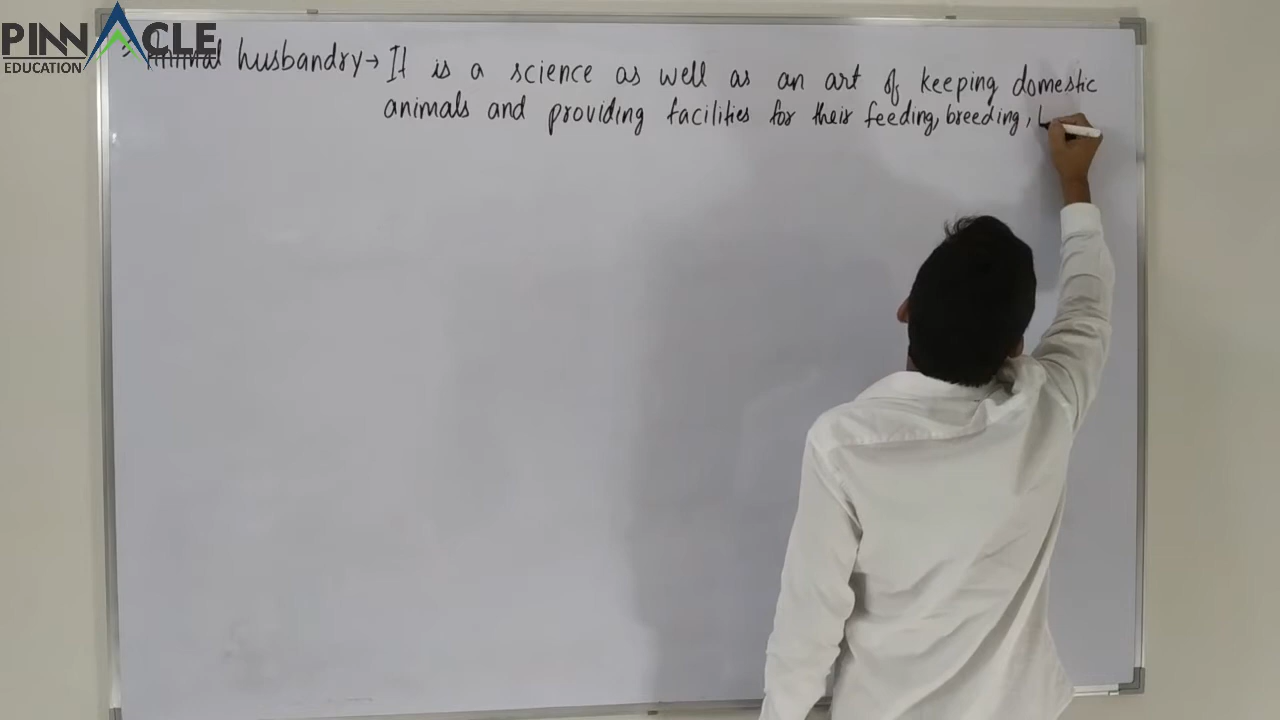 PINNACLE
EDUCATION
Animal husbandry → It is a science as well as an art of keeping domestic
animals and providing facilities for their feeding, breeding,